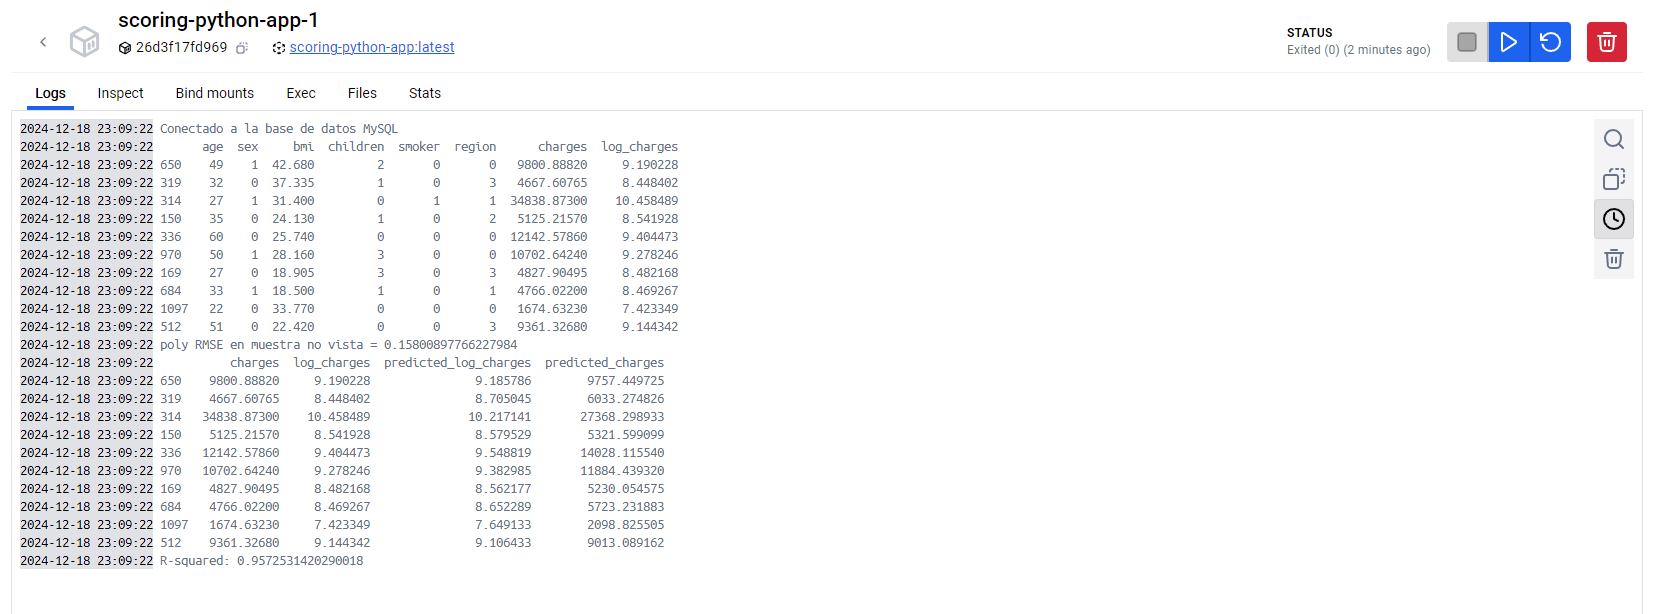 scoring-python-app-1
26d3f17fd969 scoring-python-app:latest
STATUS
Exited (0) (2 minutes ago)
Logs Inspect Bind mounts Exec Files Stats
2024-12-18 23:09:22 Conectado a la base de datos MySQL
2024-12-18 23:09:22 age sex bmi children smoker region charges log_charges
2024-12-18 23:09:22 650 49 1 42.680 2 0 0 9800.88820 9.190228
2024-12-18 23:09:22 319 32 0 37.335 1 0 3 4667.60765 8.448402
2024-12-18 23:09:22 314 27 1 31.400 0 1 1 34838.87300 10.458489
2024-12-18 23:09:22 150 35 0 24.130 1 0 2 5125.21570 8.541928
2024-12-18 23:09:22 336 60 0 25.740 0 0 0 12142.57860 9.404473
2024-12-18 23:09:22 970 50 1 28.160 3 0 0 10702.64240 9.278246
2024-12-18 23:09:22 169 27 0 18.905 3 0 3 4827.90495 8.482168
2024-12-18 23:09:22 684 33 1 18.500 1 0 1 4766.02200 8.469267
2024-12-18 23:09:22 1097 22 0 33.770 0 0 0 1674.63230 7.423349
2024-12-18 23:09:22 512 51 0 22.420 0 0 3 9361.32680 9.144342
2024-12-18 23:09:22 poly RMSE en muestra no vista = 0.15800897766227984
2024-12-18 23:09:22 charges log_charges predicted_log_charges predicted_charges
2024-12-18 23:09:22 650 9800.88820 9.190228 9.185786 9757.449725
2024-12-18 23:09:22 319 4667.60765 8.448402 8.705045 6033.274826
2024-12-18 23:09:22 314 34838.87300 10.458489 10.217141 27368.298933
2024-12-18 23:09:22 150 5125.21570 8.541928 8.579529 5321.599099
2024-12-18 23:09:22 336 12142.57860 9.404473 9.548819 14028.115540
2024-12-18 23:09:22 970 10702.64240 9.278246 9.382985 11884.439320
2024-12-18 23:09:22 169 4827.90495 8.482168 8.562177 5230.054575
2024-12-18 23:09:22 684 4766.02200 8.469267 8.652289 5723.231883
2024-12-18 23:09:22 1097 1674.63230 7.423349 7.649133 2098.825505
2024-12-18 23:09:22 512 9361.32680 9.144342 9.106433 9013.089162
2024-12-18 23:09:22 R-squared: 0.9572531420290018